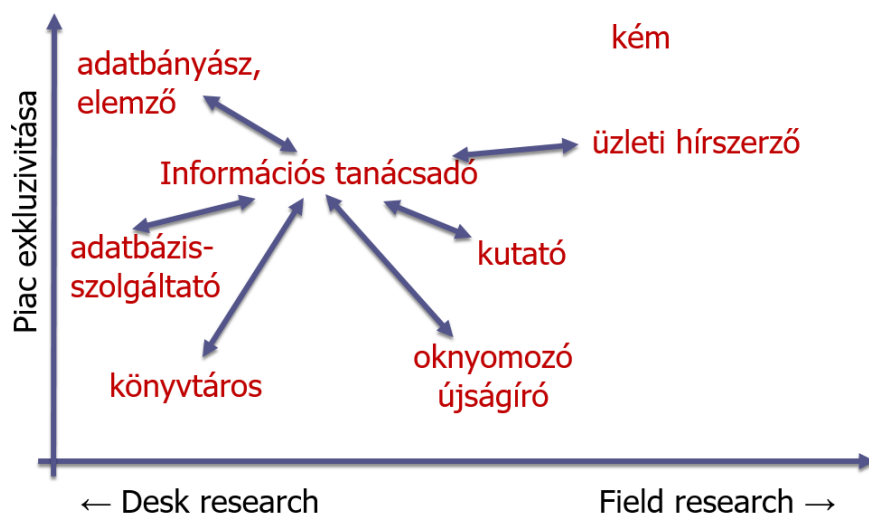 kém
adatbányász,
elemző
üzleti hírszerző
Információs tanácsadó
adatbázis-
szolgáltató
kutató
oknyomozó
újságíró
könyvtáros
Piac exkluzivitása
← Desk research
Field research →